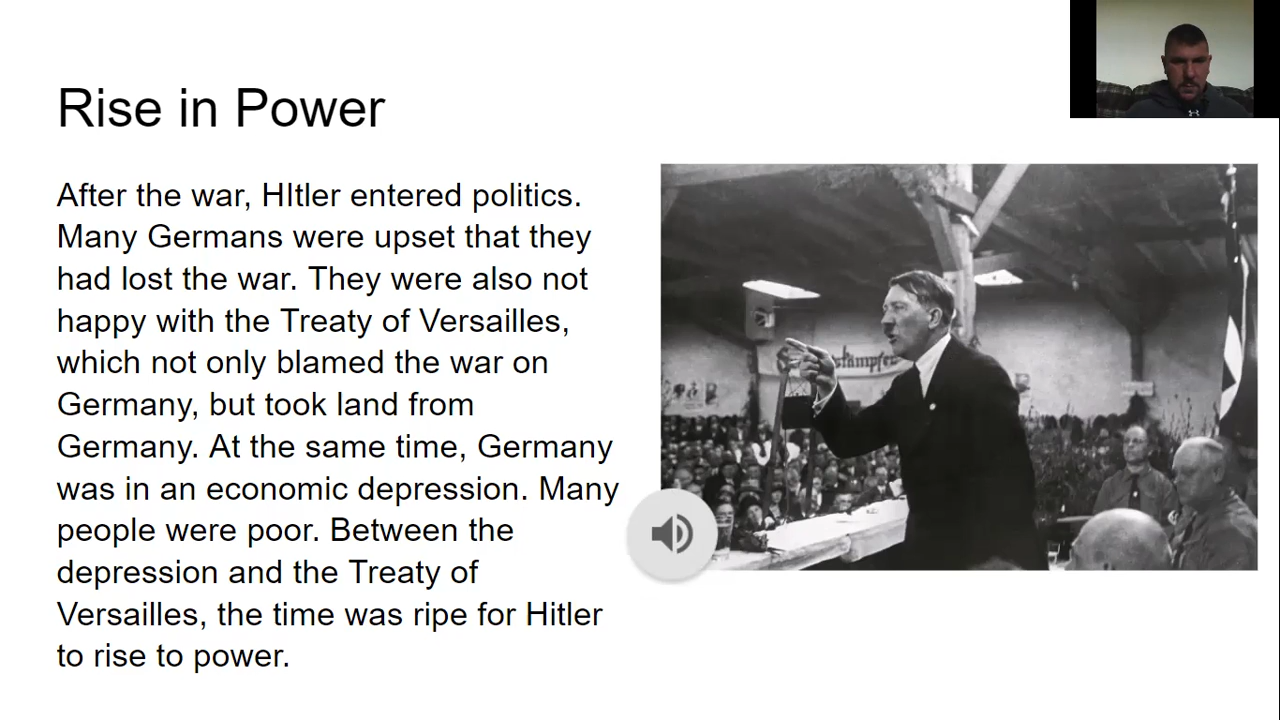 Rise in Power
After the war, HItler entered politics.
Many Germans were upset that they
had lost the war. They were also not
happy with the Treaty of Versailles,
which not only blamed the war on
Germany, but took land from
Germany. At the same time, Germany
was in an economic depression. Many
people were poor. Between the
depression and the Treaty of
Versailles, the time was ripe for Hitler
to rise to power.